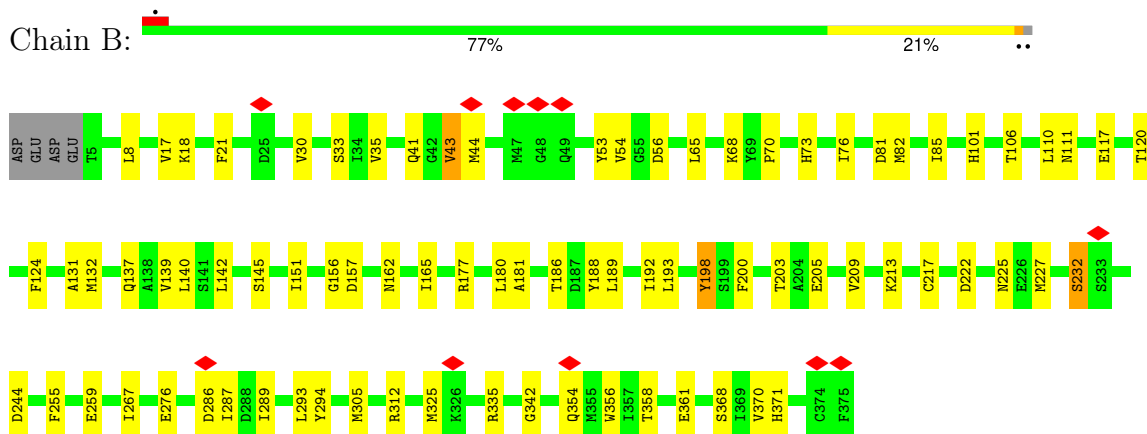 Chain B:
77% 21%
ASP GLU ASP GLU T5 L8 V17 K18 F21 D25 V30 S33 I34 V35 Q41 G42 V43 M44 M47 G48 Q49 Y53 V54 G55 D56 L65 K68 Y69 P70 H73 I76 D81 M82 I85 H101 T106 L110 N111 E117 T120
F124 A131 M132 Q137 A138 V139 L140 S141 L142 S145 I151 G156 D157 N162 I165 R177 L180 A181 T186 D187 Y188 L189 I192 L193 Y198 S199 F200 T203 A204 E205 V209 K213 C217 D222 N225 E226 M227 S232 S233
D244 F255 E259 I267 E276 D286 I287 D288 I289 L293 Y294 M305 R312 M325 K326 R335 G342 Q354 M355 W356 I357 T358 E361 S368 I369 V370 H371 C374 F375